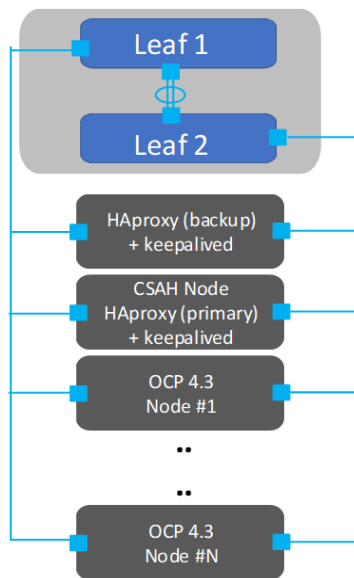 Leaf 1
Leaf 2
HAproxy (backup)
+ keepalived
CSAH Node
HAproxy (primary)
+ keepalived
OCP 4.3
Node #1
..
..
OCP 4.3
Node #N